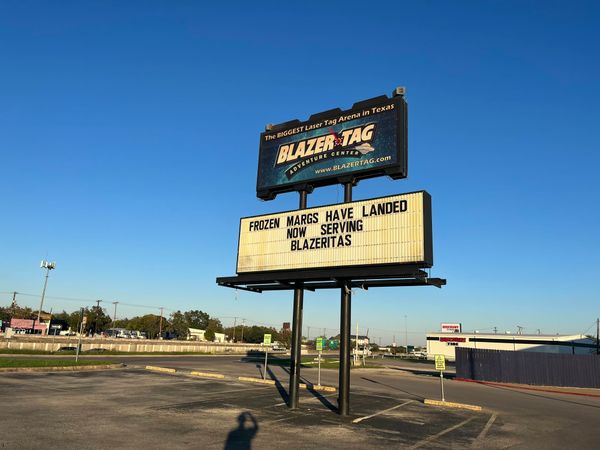 The BIGGEST Laser Tag Arena in Texas
BLAZER TAG
ADVENTURE CENTER
www.BLAZERTAG.com
FROZEN MARGS HAVE LANDED
NOW SERVING
BLAZERITAS